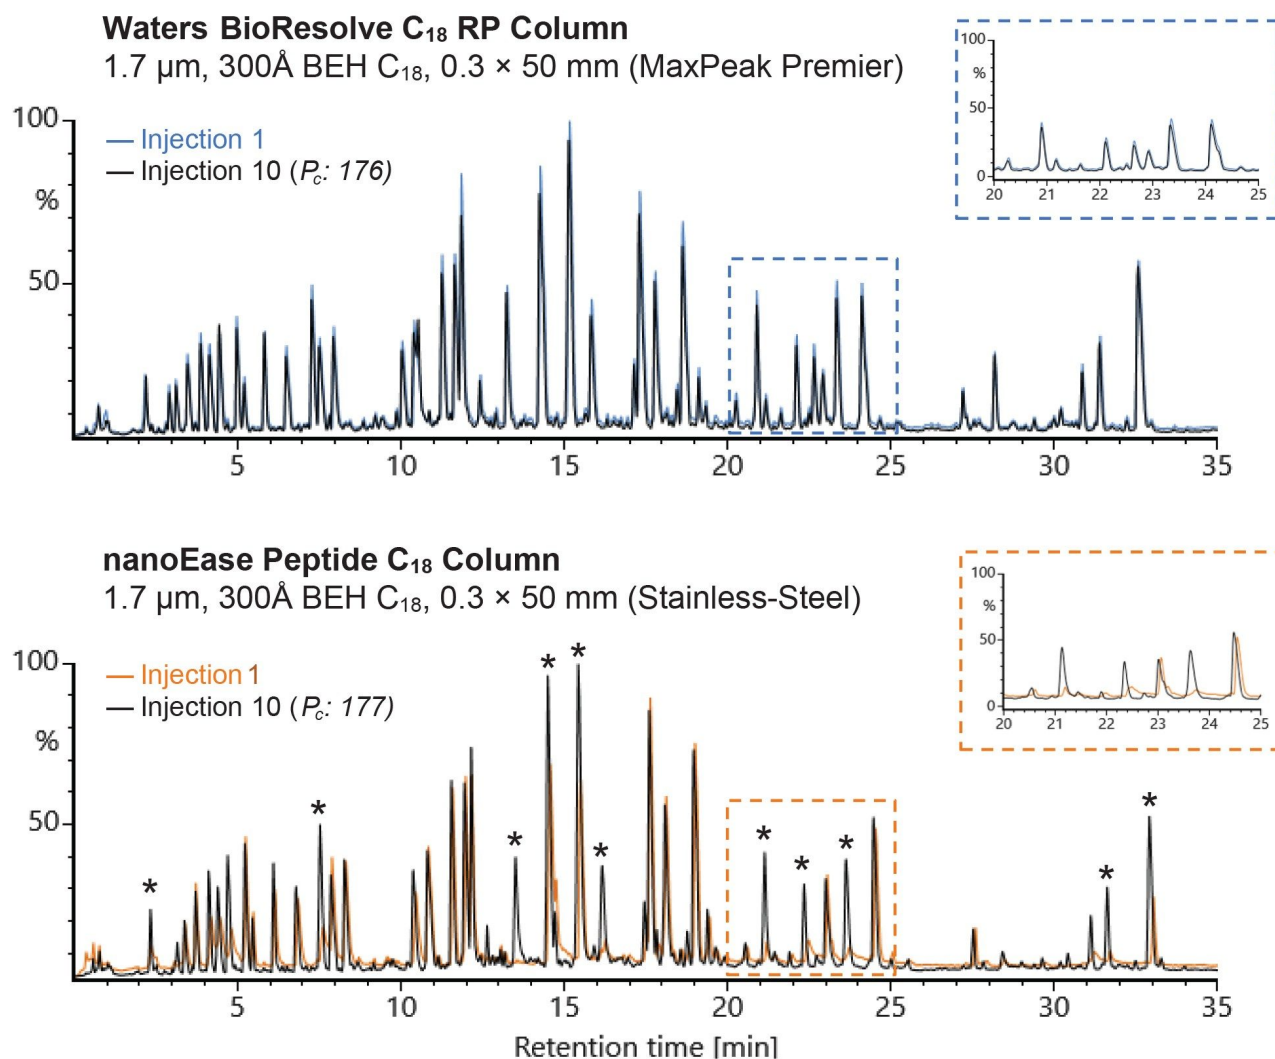 Waters BioResolve C₁₈ RP Column
1.7 µm, 300Å BEH C₁₈, 0.3 × 50 mm (MaxPeak Premier)
100
%
50
0
20 21 22 23 24 25
100
%
50
Injection 1
Injection 10 (Pc: 176)
5 10 15 20 25 30 35
nanoEase Peptide C₁₈ Column
1.7 µm, 300Å BEH C₁₈, 0.3 × 50 mm (Stainless-Steel)
100
%
50
0
20 21 22 23 24 25
100
%
50
Injection 1
Injection 10 (Pc: 177)
* * * * * * * * * * * *
5 10 15 20 25 30 35
Retention time [min]